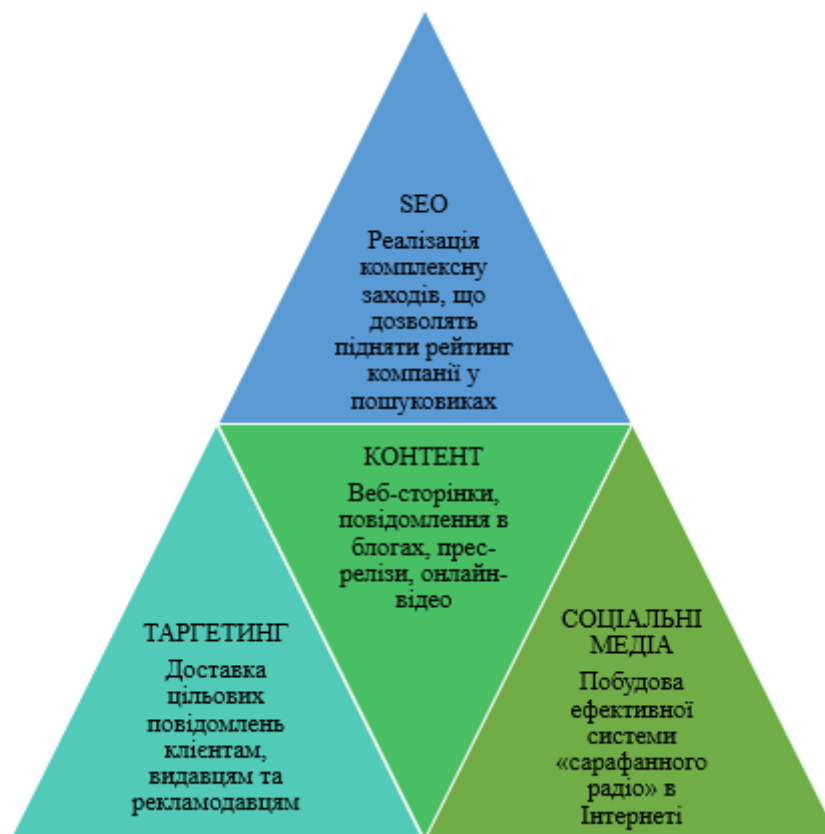 SEO
Реалізація
комплексну
заходів, що
дозволять
підняти рейтинг
компанії у
пошуковиках
КОНТЕНТ
Веб-сторінки,
повідомлення в
блогах, прес-
релізи, онлайн-
відео
ТАРГЕТИНГ
Доставка
цільових
повідомлень
клієнтам,
видавцям та
рекламодавцям
СОЦІАЛЬНІ
МЕДІА
Побудова
ефективної
системи
«сарафанного
радіо» в
Інтернеті